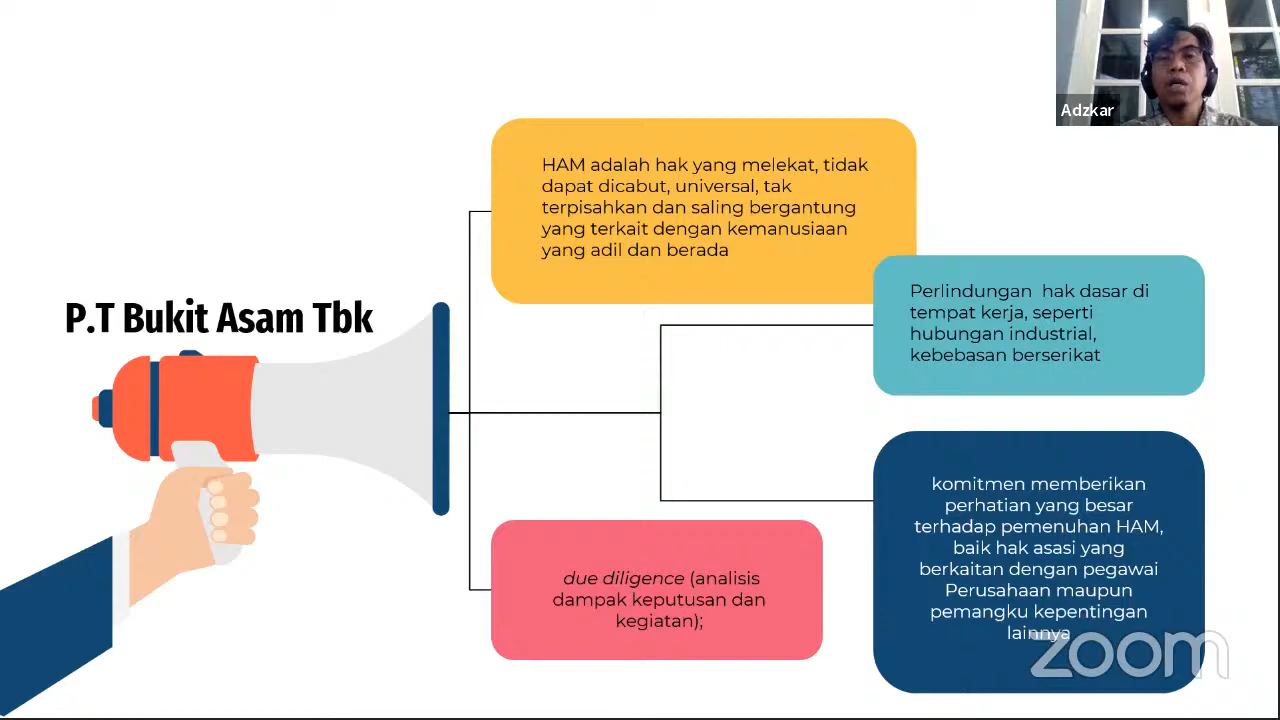 Adzkar
P.T Bukit Asam Tbk
HAM adalah hak yang melekat, tidak
dapat dicabut, universal, tak
terpisahkan dan saling bergantung
yang terkait dengan kemanusiaan
yang adil dan berada
Perlindungan  hak dasar di
tempat kerja, seperti
hubungan industrial,
kebebasan berserikat
komitmen memberikan
perhatian yang besar
terhadap pemenuhan HAM,
baik hak asasi yang
berkaitan dengan pegawai
Perusahaan maupun
pemangku kepentingan
lainnya
due diligence (analisis
dampak keputusan dan
kegiatan);
zoom